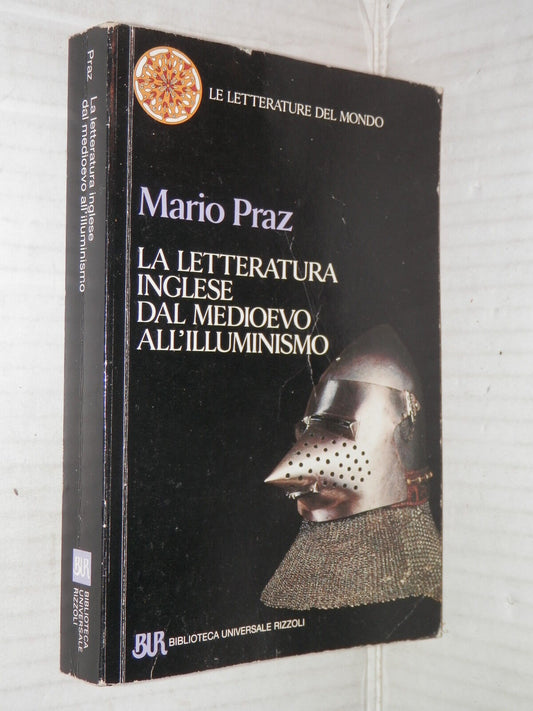 LE LETTERATURE DEL MONDO
Mario Praz
LA LETTERATURA
INGLESE
DAL MEDIOEVO
ALL'ILLUMINISMO
BUR BIBLIOTECA UNIVERSALE RIZZOLI
Praz
La letteratura inglese
dal medioevo all'illuminismo
BUR
BIBLIOTECA
UNIVERSALE
RIZZOLI